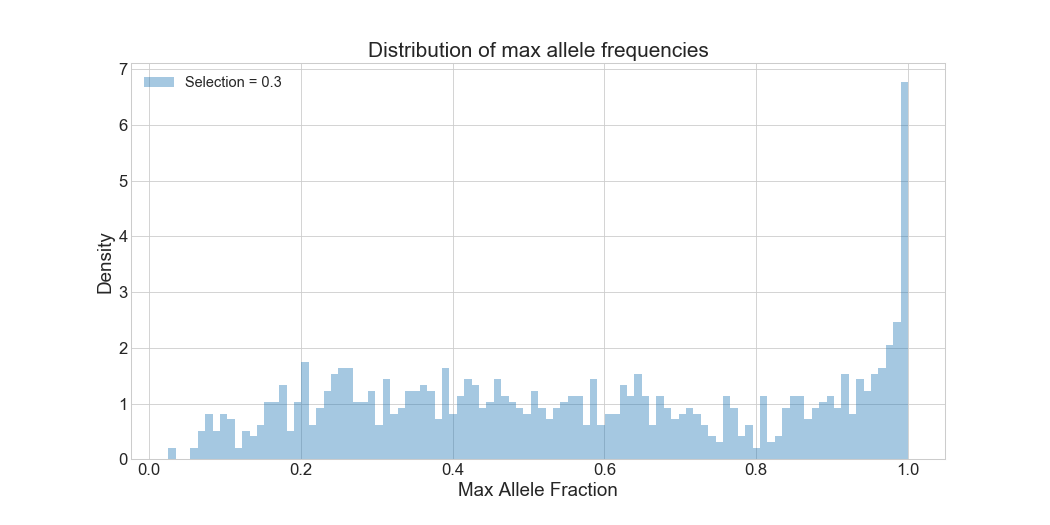 Distribution of max allele frequencies
Selection = 0.3
7
6
5
4
3
2
1
0
Density
0.0 0.2 0.4 0.6 0.8 1.0
Max Allele Fraction